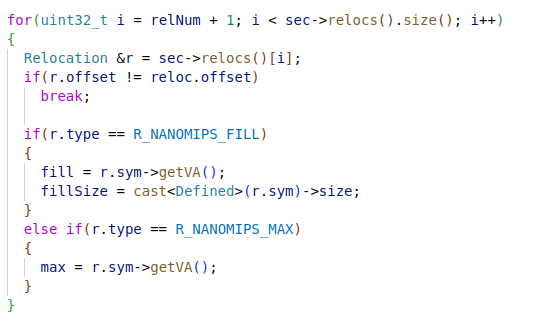 for(uint32_t i = relNum + 1; i < sec->relocs().size(); i++)
{
  Relocation &r = sec->relocs()[i];
  if(r.offset != reloc.offset)
    break;

  if(r.type == R_NANOMIPS_FILL)
  {
    fill = r.sym->getVA();
    fillSize = cast<Defined>(r.sym)->size;
  }
  else if(r.type == R_NANOMIPS_MAX)
  {
    max = r.sym->getVA();
  }
}